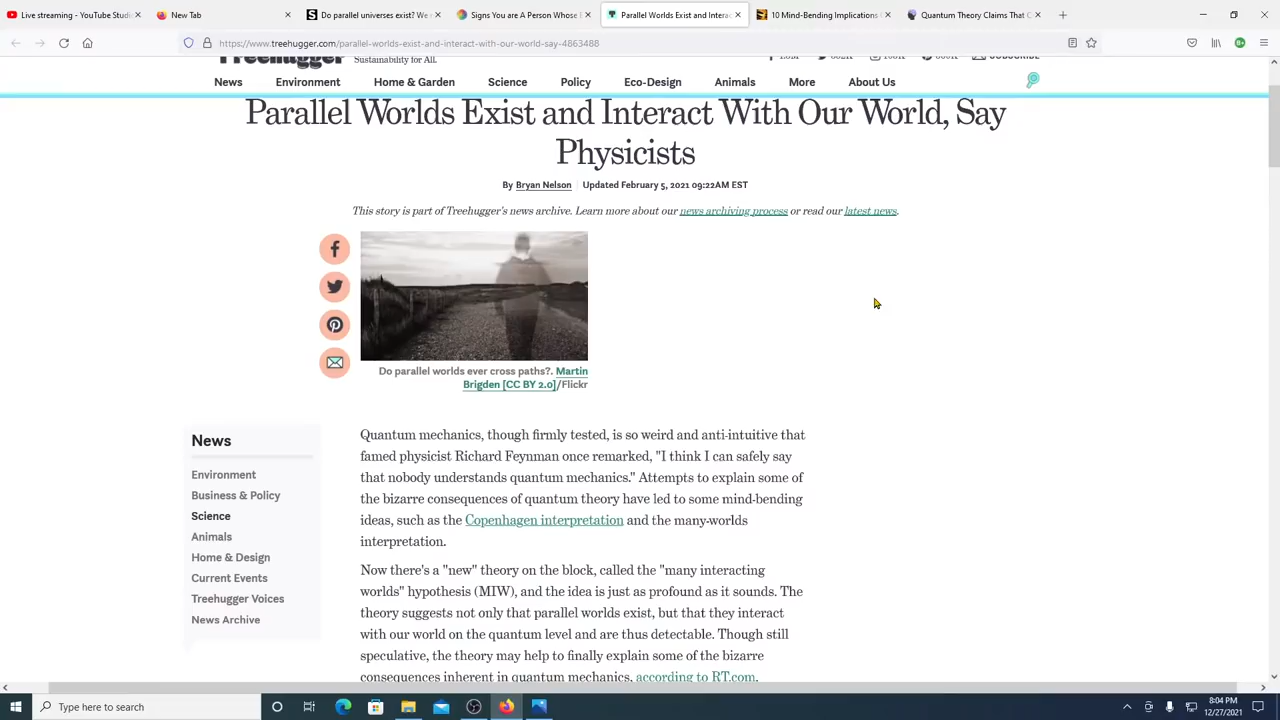 Live streaming - YouTube Studio
Do parallel universes exist? We m
Signs You Are A Person Whose E
Parallel Worlds Exist and Interac
10 Mind-Bending Implications
Quantum Theory Claims That C
https://www.treehugger.com/parallel-worlds-exist-and-interact-with-our-world-say-4863488
Treehugger Sustainability for All.
SUBSCRIBE
News Environment Home & Garden Science Policy Eco-Design Animals More About Us
Parallel Worlds Exist and Interact With Our World, Say
Physicists
By Bryan Nelson Updated February 5, 2021 09:22AM EST
This story is part of Treehugger's news archive. Learn more about our news archiving process or read our latest news.
Do parallel worlds ever cross paths?. Martin
Brigden [CC BY 2.0]/Flickr
News
Environment
Business & Policy
Science
Animals
Home & Design
Current Events
Treehugger Voices
News Archive
Quantum mechanics, though firmly tested, is so weird and anti-intuitive that
famed physicist Richard Feynman once remarked, "I think I can safely say
that nobody understands quantum mechanics." Attempts to explain some of
the bizarre consequences of quantum theory have led to some mind-bending
ideas, such as the Copenhagen interpretation and the many-worlds
interpretation.
Now there's a "new" theory on the block, called the "many interacting
worlds" hypothesis (MIW), and the idea is just as profound as it sounds. The
theory suggests not only that parallel worlds exist, but that they interact
with our world on the quantum level and are thus detectable. Though still
speculative, the theory may help to finally explain some of the bizarre
consequences inherent in quantum mechanics, according to RT.com.
Type here to search
8:04 PM
12/27/2021